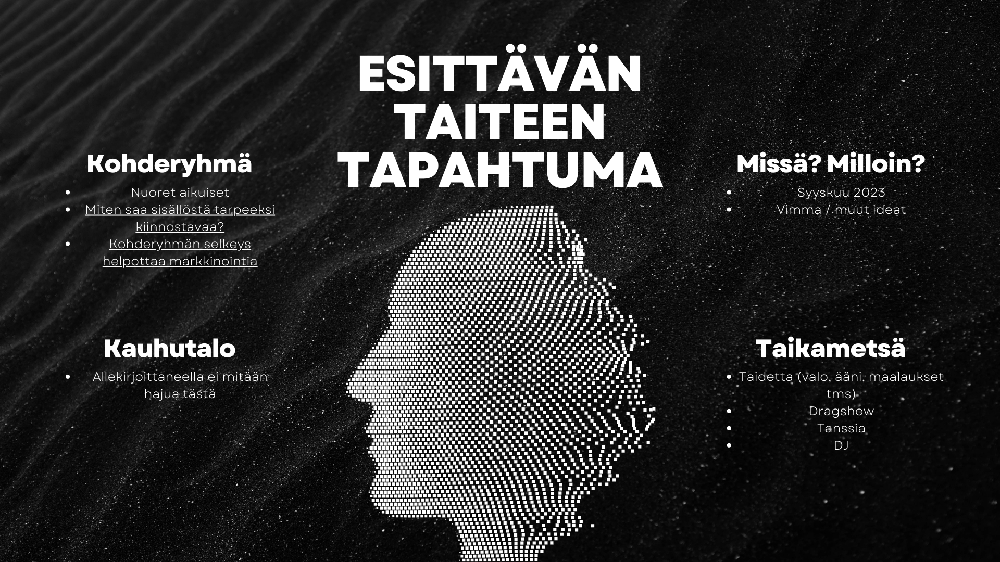 ESITTÄVÄN
TAITEEN
TAPAHTUMA
Kohderyhmä
Nuoret aikuiset
Miten saa sisällöstä tarpeeksi
kiinnostavaa?
Kohderyhmän selkeys
helpottaa markkinointia
Missä? Milloin?
Syyskuu 2023
Vimma / muut ideat
Kauhutalo
Allekirjoittaneella ei mitään
hajua tästä
Taikametsä
Taidetta (valo, ääni, maalaukset
tms)
Dragshow
Tanssia
DJ